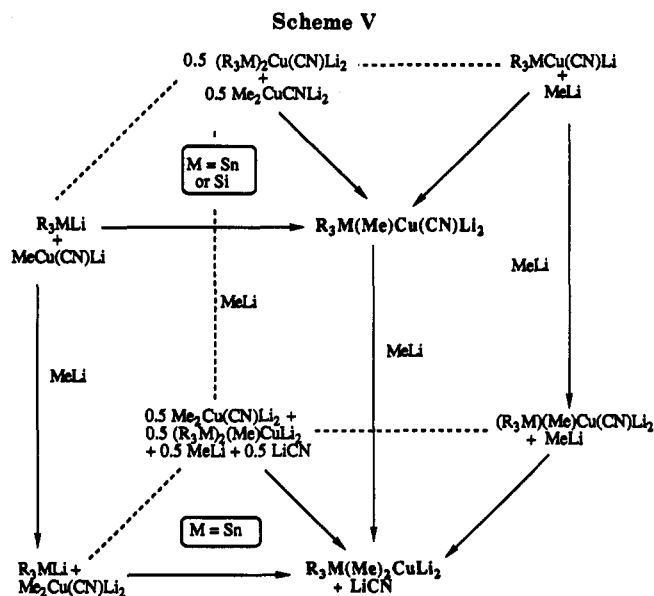 Scheme V
0.5 (R₃M)₂Cu(CN)Li₂
+
0.5 Me₂CuCNLi₂
R₃MCu(CN)Li
+
MeLi
M = Sn
or Si
R₃MLi
+
MeCu(CN)Li
R₃M(Me)Cu(CN)Li₂
MeLi
MeLi
MeLi
MeLi
0.5 Me₂Cu(CN)Li₂ +
0.5 (R₃M)₂(Me)CuLi₂
+ 0.5 MeLi + 0.5 LiCN
(R₃M)(Me)Cu(CN)Li₂
+ MeLi
M = Sn
R₃MLi +
Me₂Cu(CN)Li₂
R₃M(Me)₂CuLi₂
+ LiCN